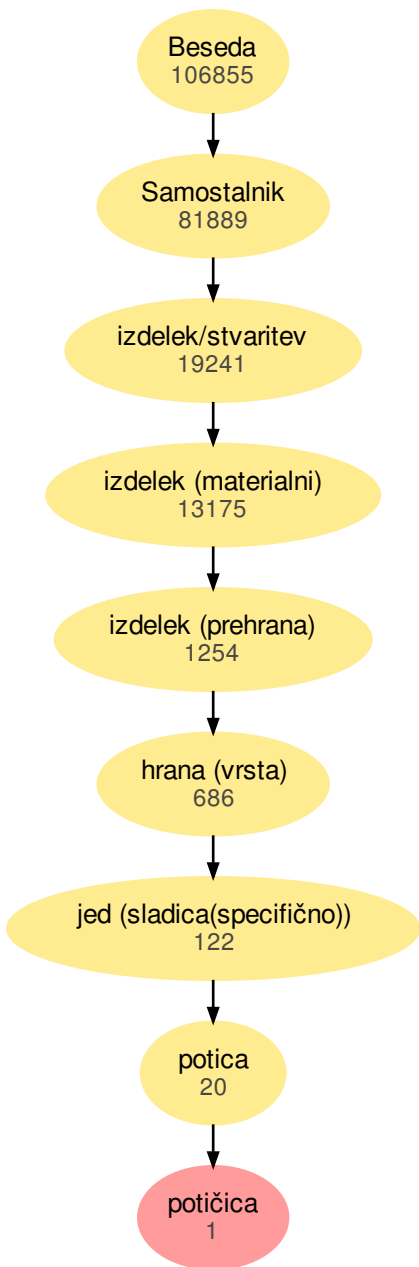 Beseda
106855
Samostalnik
81889
izdelek/stvaritev
19241
izdelek (materialni)
13175
izdelek (prehrana)
1254
hrana (vrsta)
686
jed (sladica(specifično))
122
potica
20
potičica
1